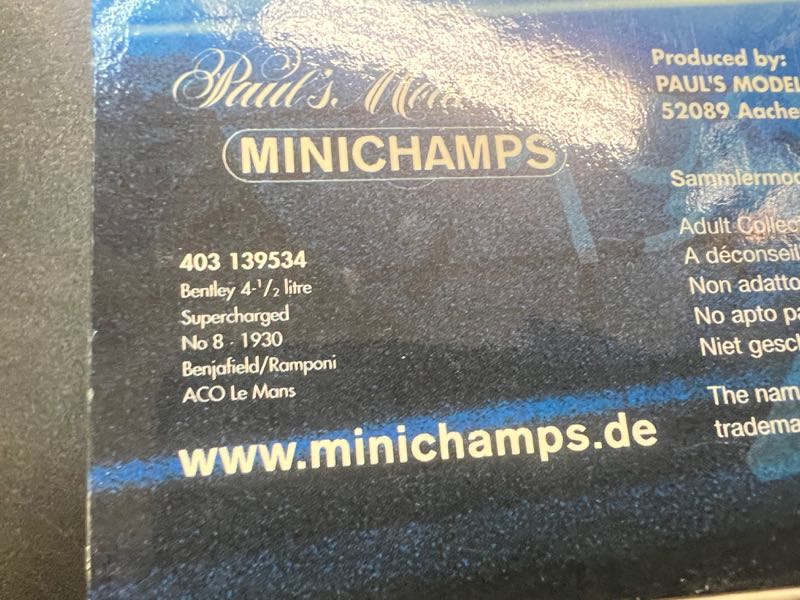 Paul's
MINICHAMPS
403 139534
Bentley 4-1/2 litre
Supercharged
No 8 · 1930
Benjafield/Ramponi
ACO Le Mans
www.minichamps.de
Produced by:
PAUL'S MODEL
52089 Aache
Sammlermod
Adult Collec
A déconseil
Non adatto
No apto pa
Niet gesch
The nam
tradema